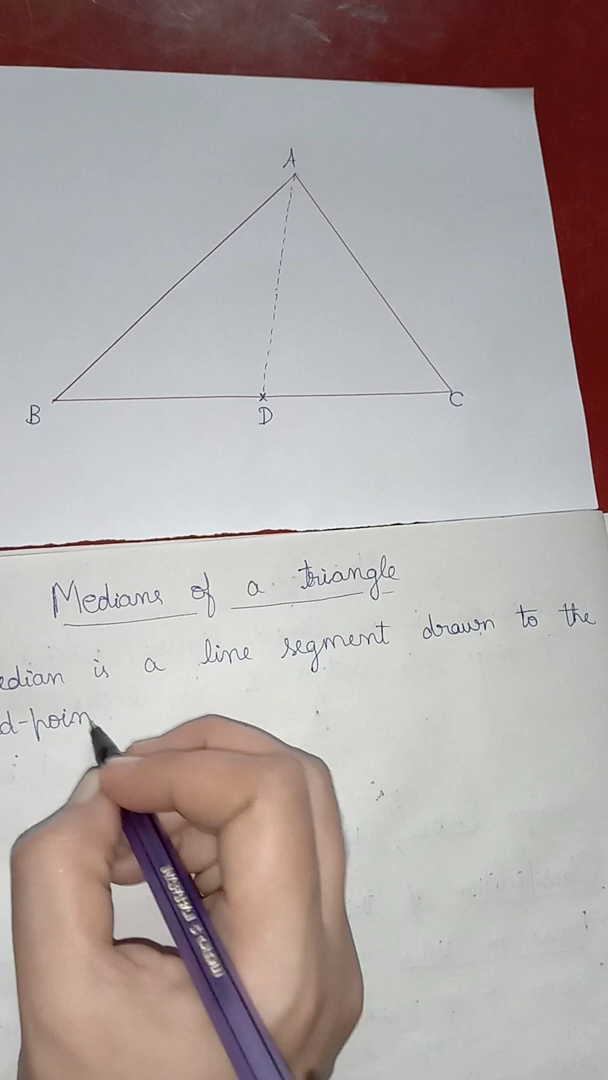 A
B
D
C
Medians of a triangle
edian is a line segment drawn to the
d-poin